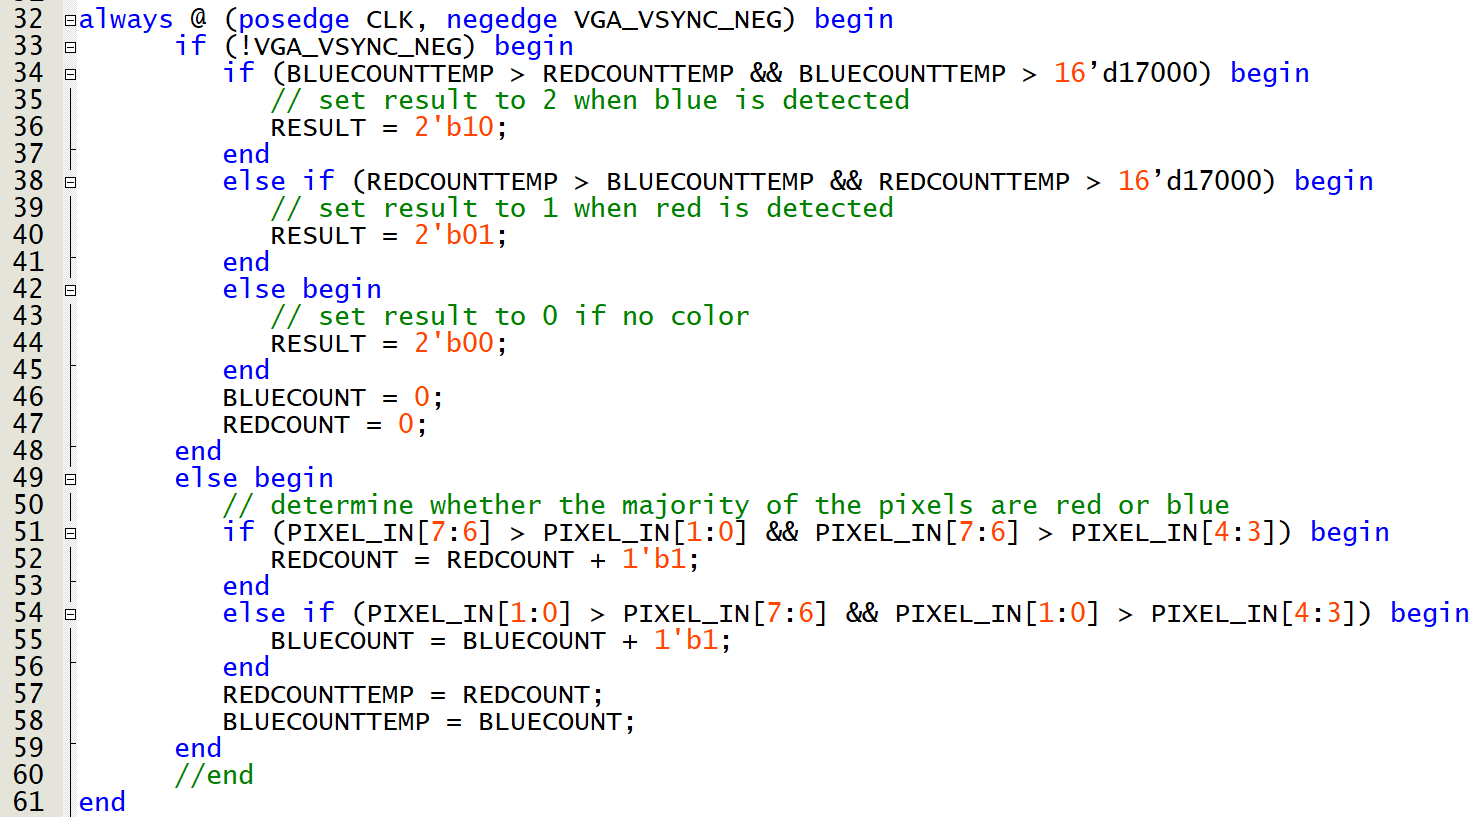 32 always @ (posedge CLK, negedge VGA_VSYNC_NEG) begin
33 if (!VGA_VSYNC_NEG) begin
34 if (BLUECOUNTTEMP > REDCOUNTTEMP && BLUECOUNTTEMP > 16’d17000) begin
35 // set result to 2 when blue is detected
36 RESULT = 2'b10;
37 end
38 else if (REDCOUNTTEMP > BLUECOUNTTEMP && REDCOUNTTEMP > 16’d17000) begin
39 // set result to 1 when red is detected
40 RESULT = 2'b01;
41 end
42 else begin
43 // set result to 0 if no color
44 RESULT = 2'b00;
45 end
46 BLUECOUNT = 0;
47 REDCOUNT = 0;
48 end
49 else begin
50 // determine whether the majority of the pixels are red or blue
51 if (PIXEL_IN[7:6] > PIXEL_IN[1:0] && PIXEL_IN[7:6] > PIXEL_IN[4:3]) begin
52 REDCOUNT = REDCOUNT + 1'b1;
53 end
54 else if (PIXEL_IN[1:0] > PIXEL_IN[7:6] && PIXEL_IN[1:0] > PIXEL_IN[4:3]) begin
55 BLUECOUNT = BLUECOUNT + 1'b1;
56 end
57 REDCOUNTTEMP = REDCOUNT;
58 BLUECOUNTTEMP = BLUECOUNT;
59 end
60 //end
61 end